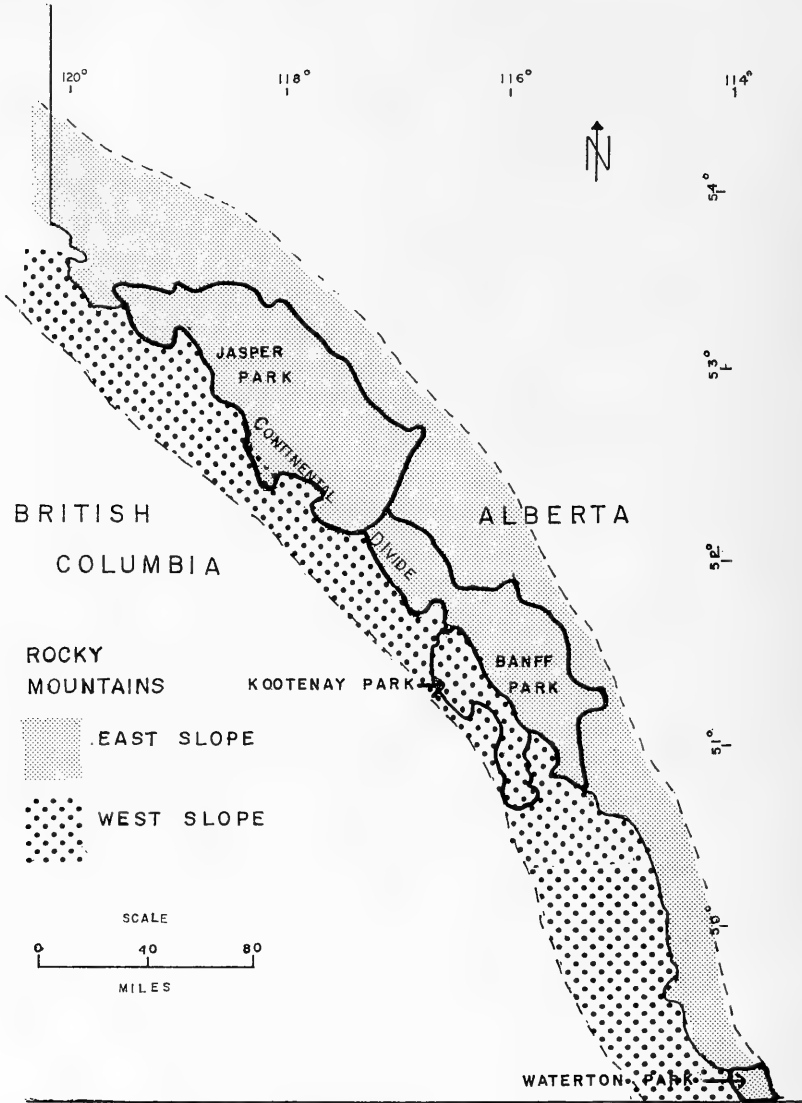 120°
118°
116°
114°
N
54°
JASPER
PARK
53°
CONTINENTAL
BRITISH
ALBERTA
COLUMBIA
DIVIDE
52°
ROCKY
MOUNTAINS
BANFF
PARK
KOOTENAY PARK
.EAST SLOPE
51°
WEST SLOPE
SCALE
50°
0 40 80
MILES
WATERTON PARK